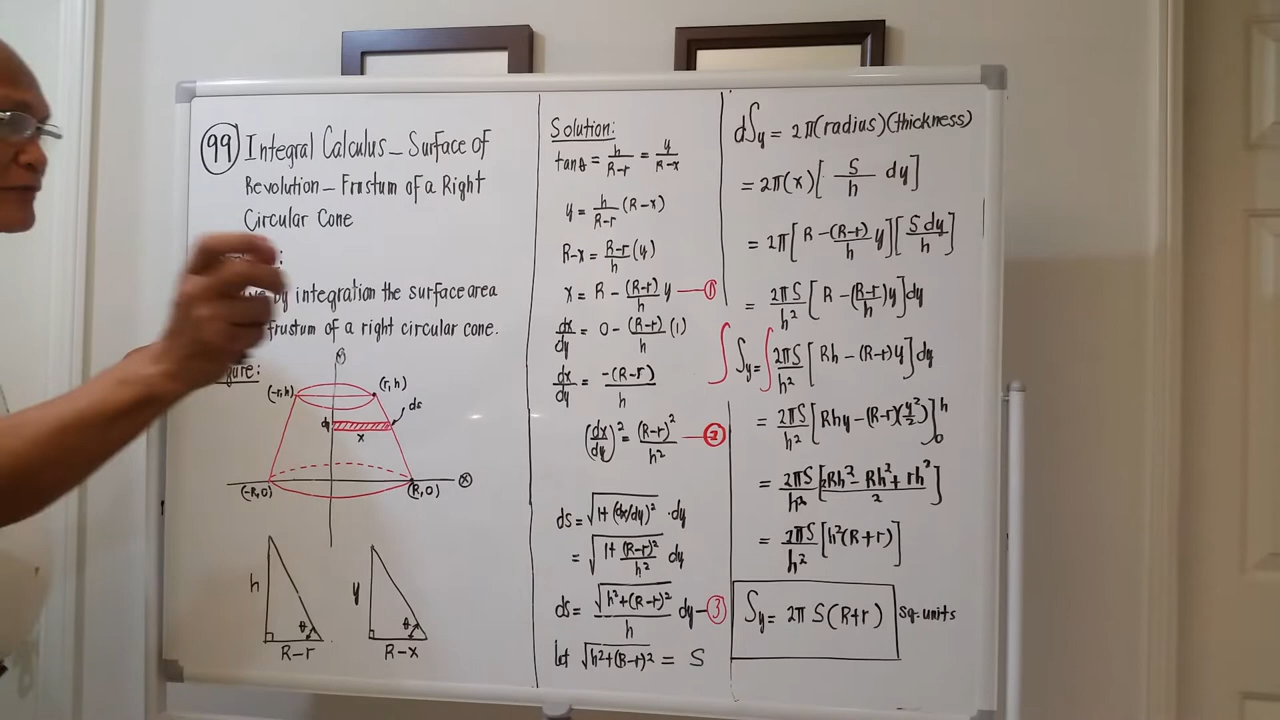 99 Integral Calculus - Surface of
Revolution - Frustum of a Right
Circular Cone
:
by integration the surface area
frustum of a right circular cone.
Figure:
y
(-r, h)
(r, h)
ds
dy
x
(-R, 0)
(R, 0)
x
h
θ
R-r
y
θ
R-x
Solution:
tanθ = h/(R-r) = y/(R-x)
y = h/(R-r) (R-x)
R-x = (R-r)/h (y)
x = R - (R-r)/h y — 1
dx/dy = 0 - (R-r)/h (1)
dx/dy = -(R-r)/h
(dx/dy)² = (R-r)²/h² — 2
ds = √(1+(dx/dy)²) · dy
= √(1+(R-r)²/h²) dy
ds = √(h²+(R-r)²)/h dy — 3
let √(h²+(R-r)²) = S
dSy = 2π(radius)(thickness)
= 2π(x)[S/h dy]
= 2π[R - (R-r)/h y][S dy/h]
= 2πS/h² [R - (R-r)/h y]dy
∫Sy = ∫ 2πS/h² [Rh - (R-r)y]dy
= 2πS/h² [Rhy - (R-r)(y²/2)]₀ʰ
= 2πS/h² [(2Rh² - Rh² + rh²)/2]
= 2πS/h² [h²(R+r)]
Sy = 2π S(R+r) sq. units